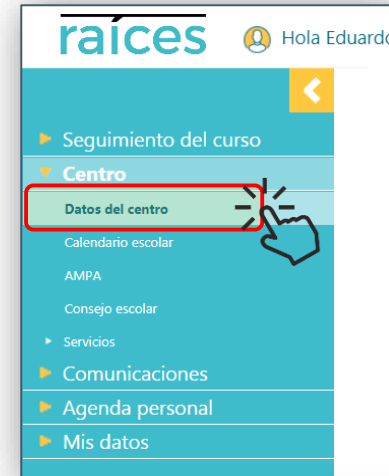 raíces
Hola Eduardo
Seguimiento del curso
Centro
Datos del centro
Calendario escolar
AMPA
Consejo escolar
Servicios
Comunicaciones
Agenda personal
Mis datos